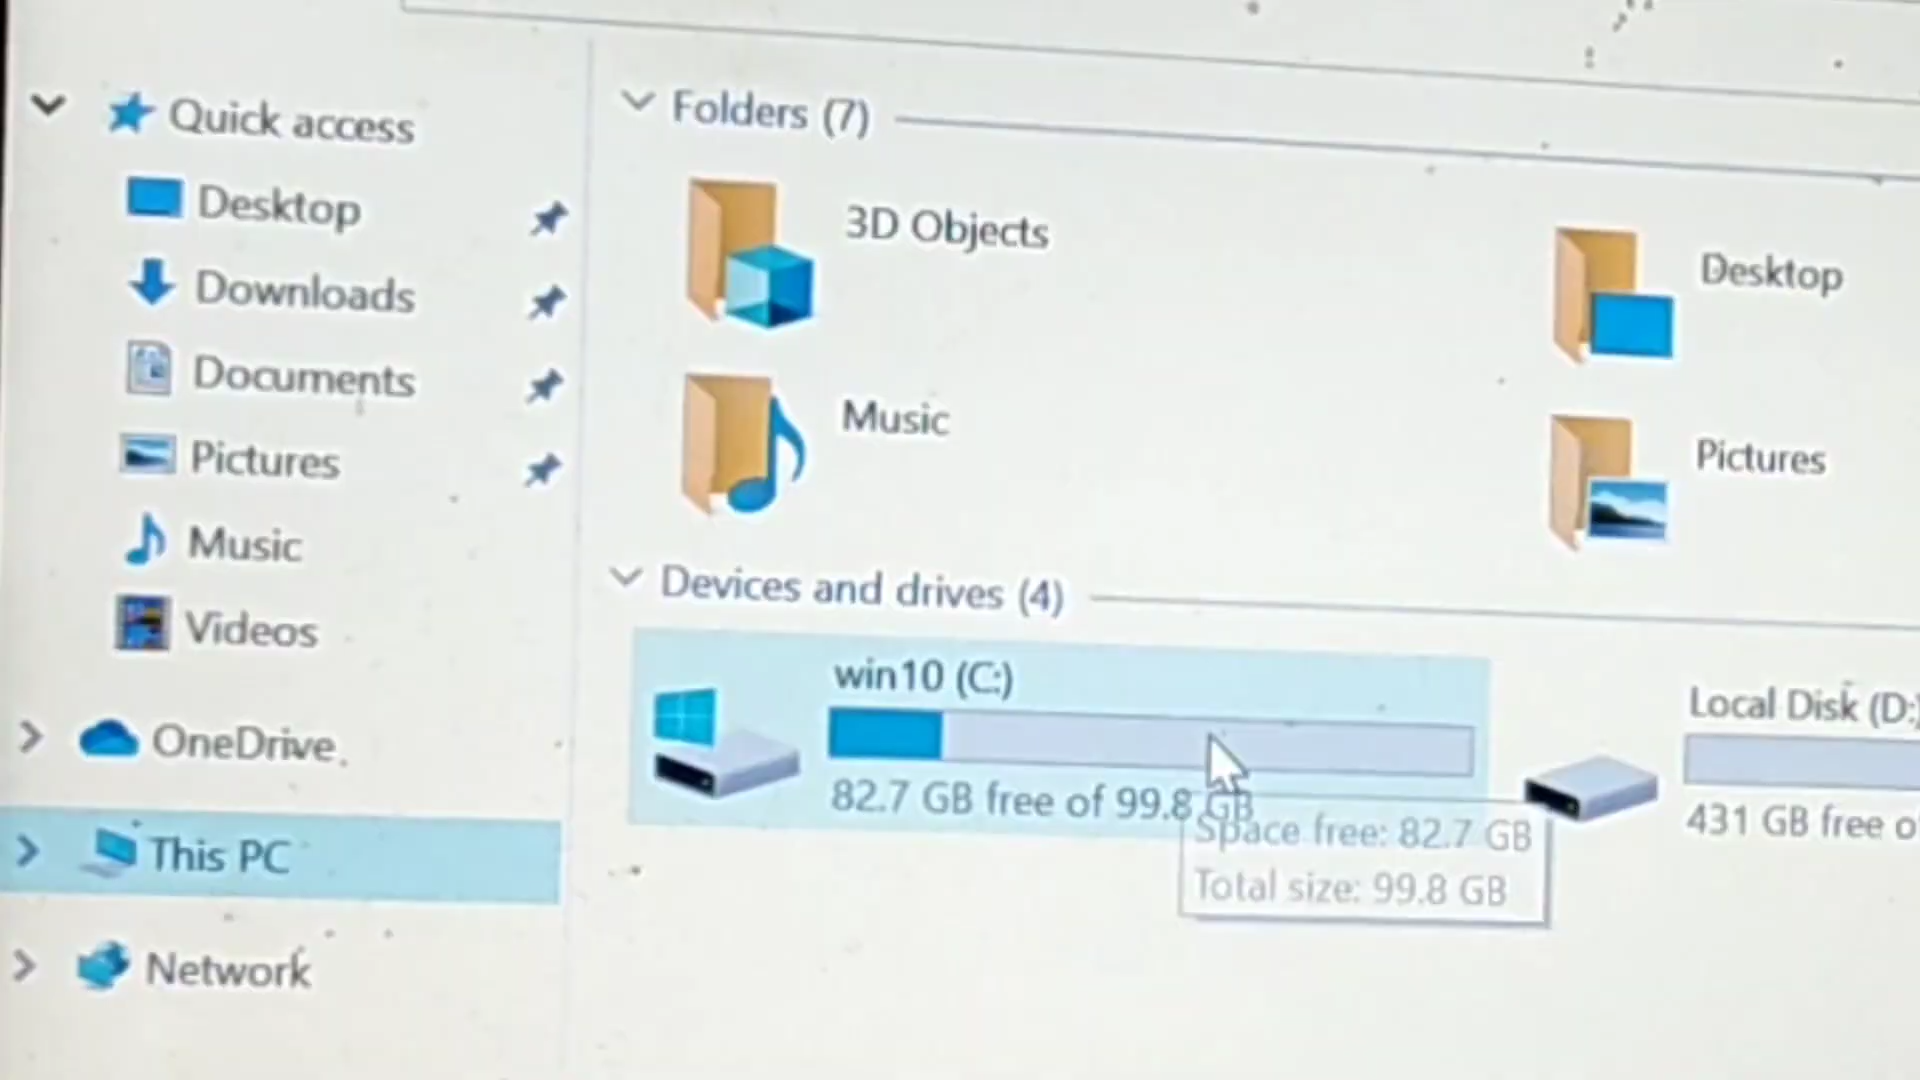 Quick access
Desktop
Downloads
Documents
Pictures
Music
Videos
OneDrive
This PC
Network
Folders (7)
3D Objects
Desktop
Music
Pictures
Devices and drives (4)
win10 (C:)
82.7 GB free of 99.8 GB
Space free: 82.7 GB
Total size: 99.8 GB
Local Disk (D:)
431 GB free o